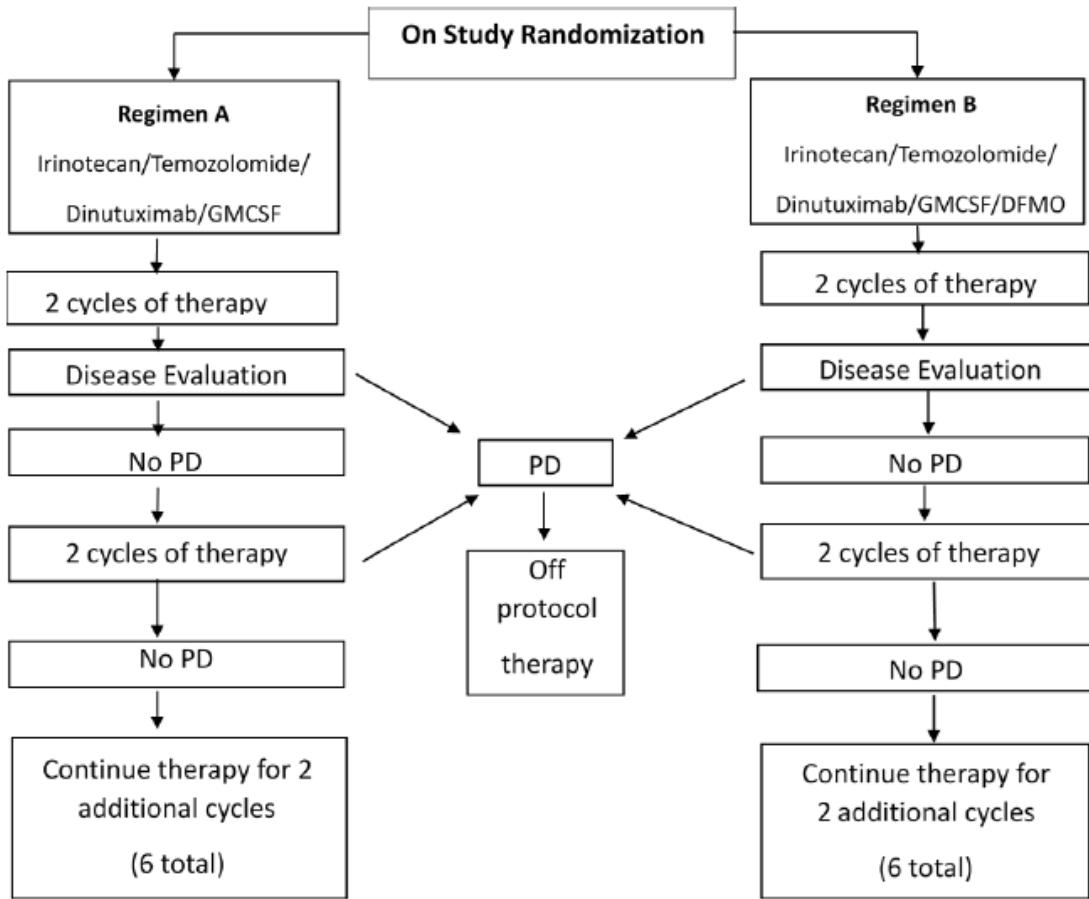 On Study Randomization
Regimen A
Irinotecan/Temozolomide/
Dinutuximab/GMCSF
2 cycles of therapy
Disease Evaluation
No PD
2 cycles of therapy
No PD
Continue therapy for 2
additional cycles
(6 total)
PD
Off
protocol
therapy
Regimen B
Irinotecan/Temozolomide/
Dinutuximab/GMCSF/DFMO
2 cycles of therapy
Disease Evaluation
No PD
2 cycles of therapy
No PD
Continue therapy for
2 additional cycles
(6 total)